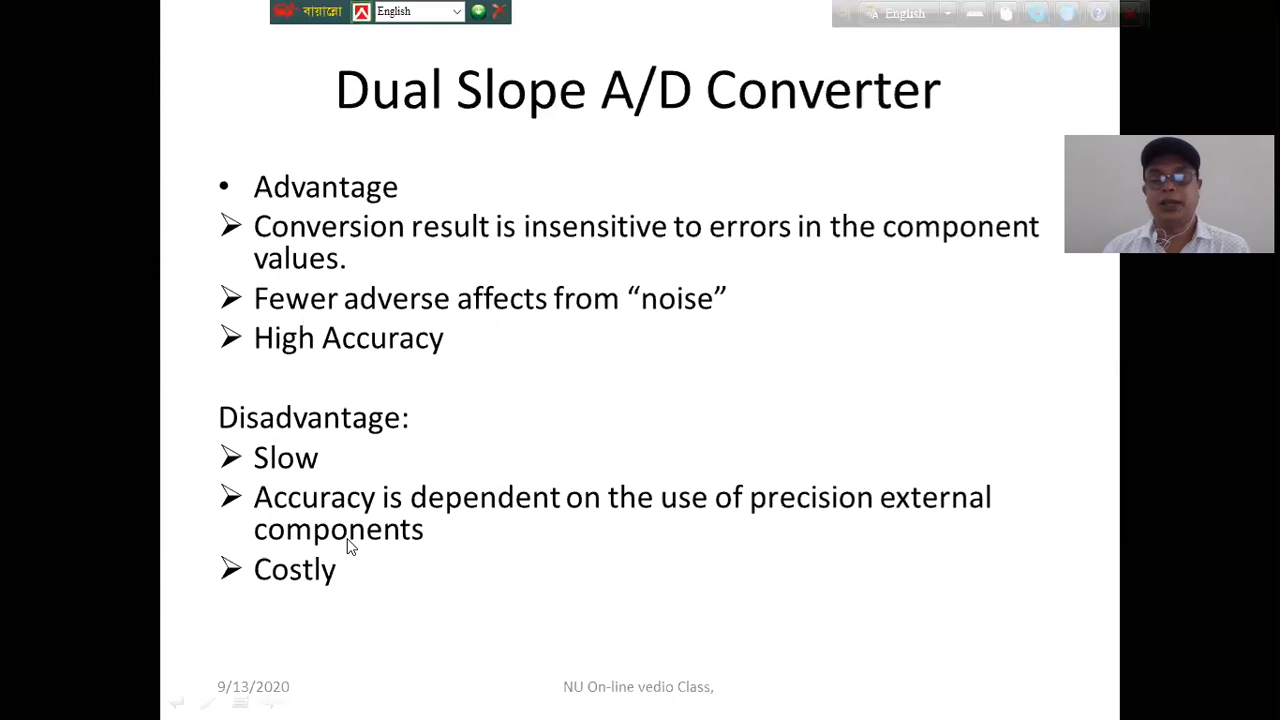 বায়ান্নো English
English
Dual Slope A/D Converter
• Advantage
➢ Conversion result is insensitive to errors in the component
values.
➢ Fewer adverse affects from “noise”
➢ High Accuracy
Disadvantage:
➢ Slow
➢ Accuracy is dependent on the use of precision external
components
➢ Costly
9/13/2020 NU On-line vedio Class,